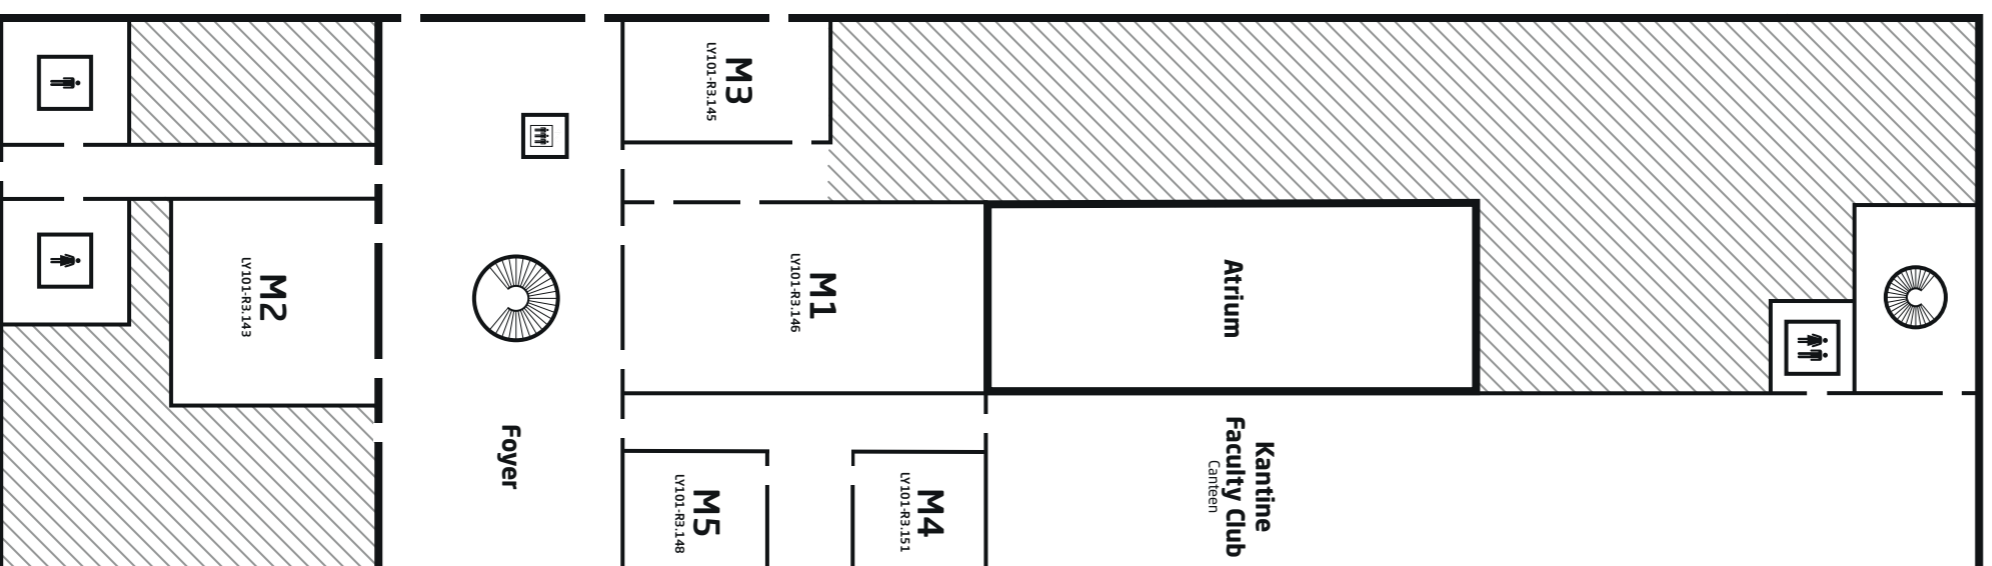 M3
LY101-R3.145
M2
LY101-R3.143
M1
LY101-R3.146
Atrium
Foyer
M5
LY101-R3.148
M4
LY101-R3.151
Kantine
Faculty Club
Canteen